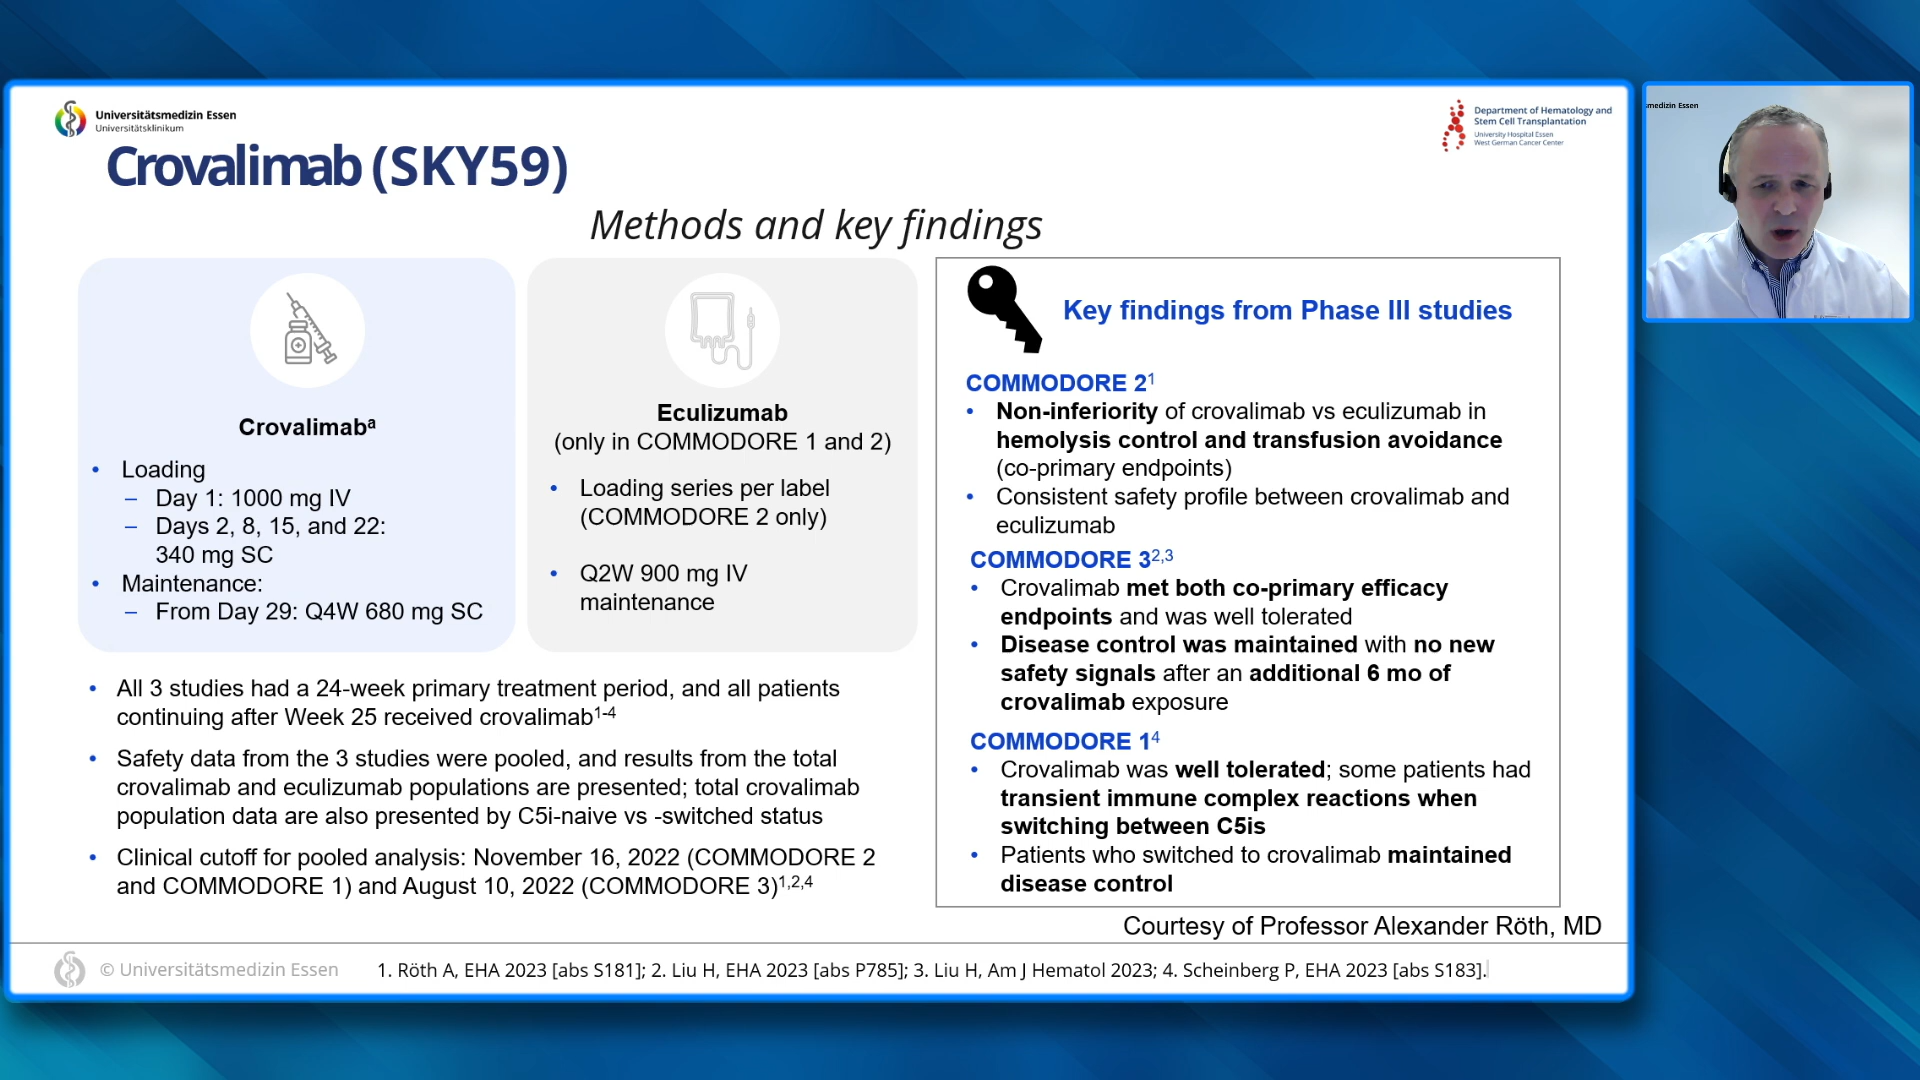 Universitätsmedizin Essen
Universitätsklinikum
Department of Hematology and
Stem Cell Transplantation
University Hospital Essen
West German Cancer Center
Crovalimab (SKY59)
Methods and key findings
Crovalimabᵃ
• Loading
– Day 1: 1000 mg IV
– Days 2, 8, 15, and 22:
340 mg SC
• Maintenance:
– From Day 29: Q4W 680 mg SC
Eculizumab
(only in COMMODORE 1 and 2)
• Loading series per label
(COMMODORE 2 only)
• Q2W 900 mg IV
maintenance
• All 3 studies had a 24-week primary treatment period, and all patients
continuing after Week 25 received crovalimab¹⁻⁴
• Safety data from the 3 studies were pooled, and results from the total
crovalimab and eculizumab populations are presented; total crovalimab
population data are also presented by C5i-naive vs -switched status
• Clinical cutoff for pooled analysis: November 16, 2022 (COMMODORE 2
and COMMODORE 1) and August 10, 2022 (COMMODORE 3)¹,²,⁴
Key findings from Phase III studies
COMMODORE 2¹
• Non-inferiority of crovalimab vs eculizumab in
hemolysis control and transfusion avoidance
(co-primary endpoints)
• Consistent safety profile between crovalimab and
eculizumab
COMMODORE 3²,³
• Crovalimab met both co-primary efficacy
endpoints and was well tolerated
• Disease control was maintained with no new
safety signals after an additional 6 mo of
crovalimab exposure
COMMODORE 1⁴
• Crovalimab was well tolerated; some patients had
transient immune complex reactions when
switching between C5is
• Patients who switched to crovalimab maintained
disease control
Courtesy of Professor Alexander Röth, MD
© Universitätsmedizin Essen
1. Röth A, EHA 2023 [abs S181]; 2. Liu H, EHA 2023 [abs P785]; 3. Liu H, Am J Hematol 2023; 4. Scheinberg P, EHA 2023 [abs S183].
medizin Essen